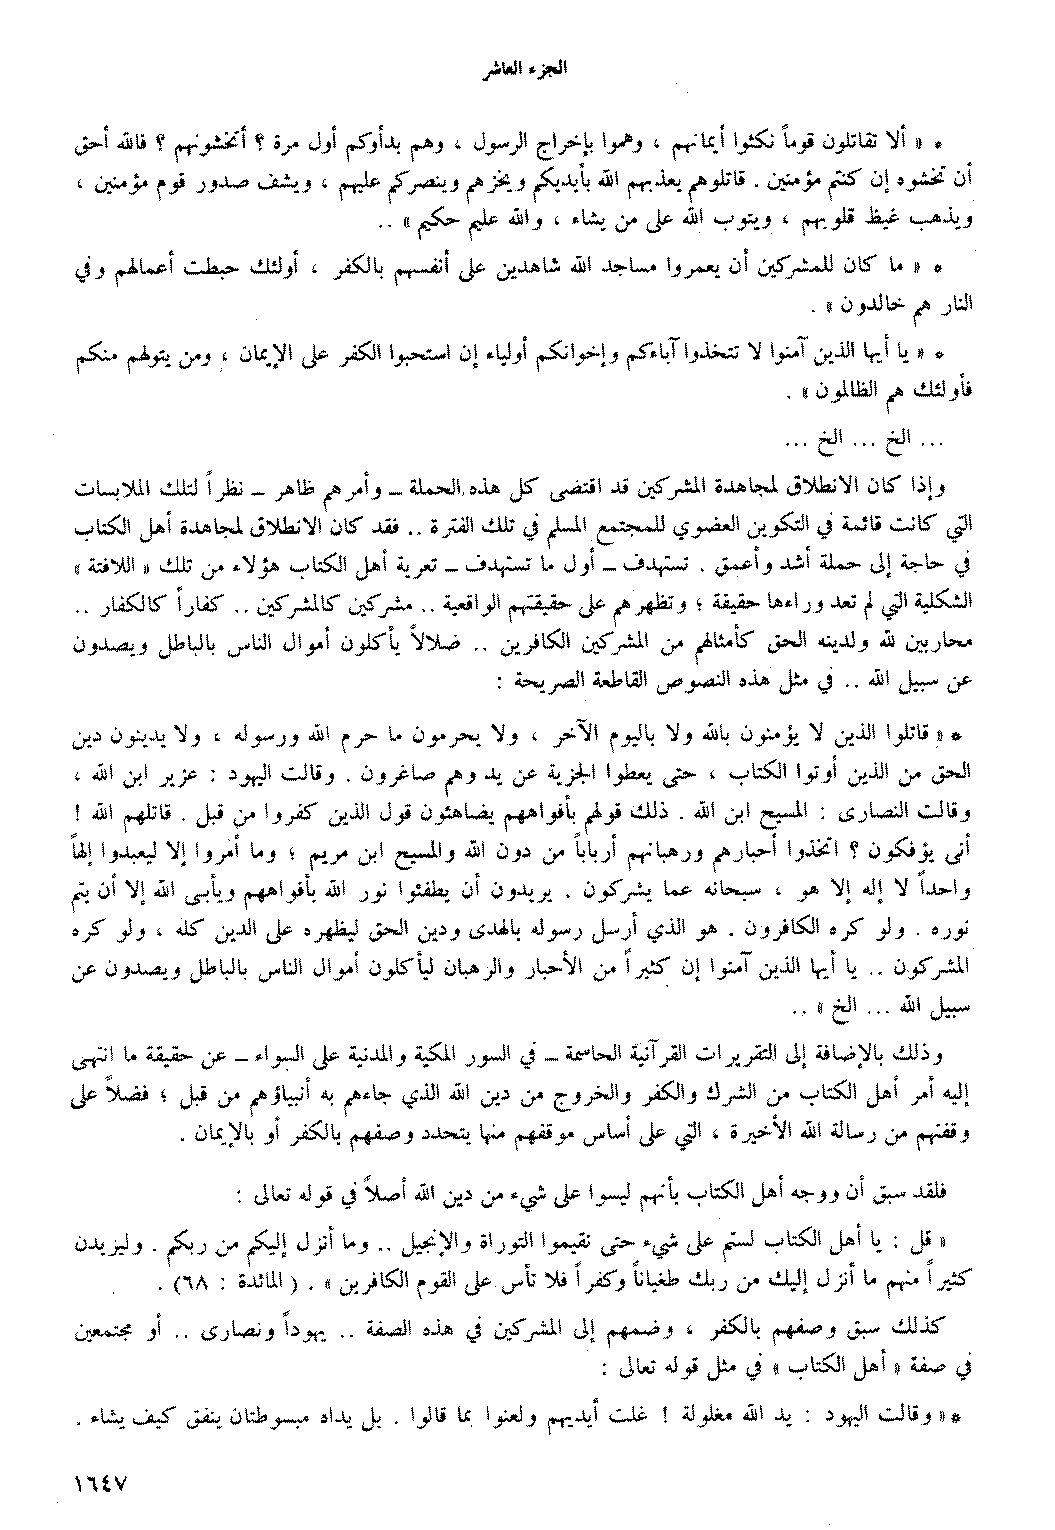 الجزء العاشر
* « ألا تقاتلون قوماً نكثوا أيمانهم ، وهموا بإخراج الرسول ، وهم بدأوكم أول مرة ؟ أتخشونهم ؟ فالله أحق
أن تخشوه إن كنتم مؤمنين . قاتلوهم يعذبهم الله بأيديكم ويخزهم وينصركم عليهم ، ويشف صدور قوم مؤمنين ،
ويذهب غيظ قلوبهم ، ويتوب الله على من يشاء ، والله عليم حكيم » ..
* « ما كان للمشركين أن يعمروا مساجد الله شاهدين على أنفسهم بالكفر ، أولئك حبطت أعمالهم وفي
النار هم خالدون » .
* « يا أيها الذين آمنوا لا تتخذوا آباءكم وإخوانكم أولياء إن استحبوا الكفر على الإيمان ، ومن يتولهم منكم
فأولئك هم الظالمون » .
... الخ ... الخ ...
وإذا كان الانطلاق لمجاهدة المشركين قد اقتضى كل هذه الحملة – وأمرهم ظاهر – نظراً لتلك الملابسات
التي كانت قائمة في التكوين العضوي للمجتمع المسلم في تلك الفترة .. فقد كان الانطلاق لمجاهدة أهل الكتاب
في حاجة إلى حملة أشد وأعمق . تستهدف – أول ما تستهدف – تعرية أهل الكتاب هؤلاء من تلك « اللافتة »
الشكلية التي لم تعد وراءها حقيقة ؛ وتظهرهم على حقيقتهم الواقعية .. مشركين كالمشركين .. كفاراً كالكفار ..
محاربين لله ولدينه الحق كأمثالهم من المشركين الكافرين .. ضلالاً يأكلون أموال الناس بالباطل ويصدون
عن سبيل الله .. في مثل هذه النصوص القاطعة الصريحة :
* « قاتلوا الذين لا يؤمنون بالله ولا باليوم الآخر ، ولا يحرمون ما حرم الله ورسوله ، ولا يدينون دين
الحق من الذين أوتوا الكتاب ، حتى يعطوا الجزية عن يد وهم صاغرون . وقالت اليهود : عزير ابن الله ،
وقالت النصارى : المسيح ابن الله . ذلك قولهم بأفواههم يضاهئون قول الذين كفروا من قبل . قاتلهم الله !
أنى يؤفكون ؟ اتخذوا أحبارهم ورهبانهم أرباباً من دون الله والمسيح ابن مريم ؛ وما أمروا إلا ليعبدوا إلهاً
واحداً لا إله إلا هو ، سبحانه عما يشركون . يريدون أن يطفئوا نور الله بأفواههم ويأبى الله إلا أن يتم
نوره . ولو كره الكافرون . هو الذي أرسل رسوله بالهدى ودين الحق ليظهره على الدين كله ، ولو كره
المشركون .. يا أيها الذين آمنوا إن كثيراً من الأحبار والرهبان ليأكلون أموال الناس بالباطل ويصدون عن
سبيل الله ... الخ » ..
وذلك بالإضافة إلى التقريرات القرآنية الحاسمة – في السور المكية والمدنية على السواء – عن حقيقة ما انتهى
إليه أمر أهل الكتاب من الشرك والكفر والخروج من دين الله الذي جاءهم به أنبياؤهم من قبل ؛ فضلاً على
وقفتهم من رسالة الله الأخيرة ، التي على أساس موقفهم منها يتحدد وصفهم بالكفر أو بالإيمان .
فلقد سبق أن ووجه أهل الكتاب بأنهم ليسوا على شيء من دين الله أصلاً في قوله تعالى :
« قل : يا أهل الكتاب لستم على شيء حتى تقيموا التوراة والإنجيل .. وما أنزل إليكم من ربكم . وليزيدن
كثيراً منهم ما أنزل إليك من ربك طغياناً وكفراً فلا تأس على القوم الكافرين » . ( المائدة : ٦٨) .
كذلك سبق وصفهم بالكفر ، وضمهم إلى المشركين في هذه الصفة .. يهوداً ونصارى .. أو مجتمعين
في صفة « أهل الكتاب » في مثل قوله تعالى :
* « وقالت اليهود : يد الله مغلولة ! غلت أيديهم ولعنوا بما قالوا . بل يداه مبسوطتان ينفق كيف يشاء .
١٦٤٧